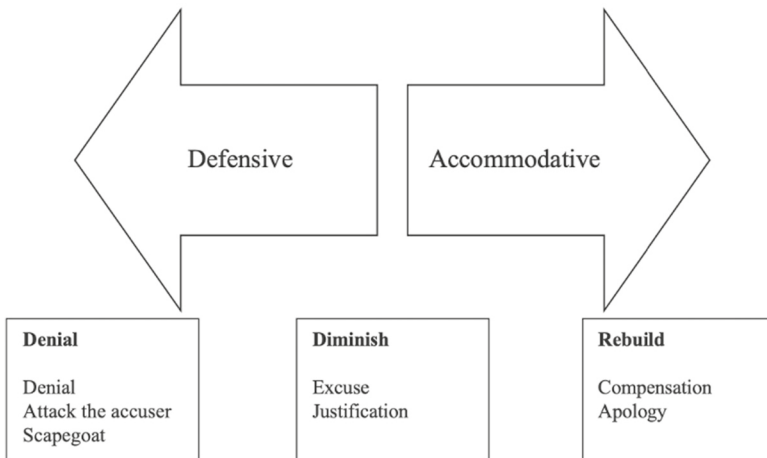 Defensive
Accommodative
Denial
Denial
Attack the accuser
Scapegoat
Diminish
Excuse
Justification
Rebuild
Compensation
Apology